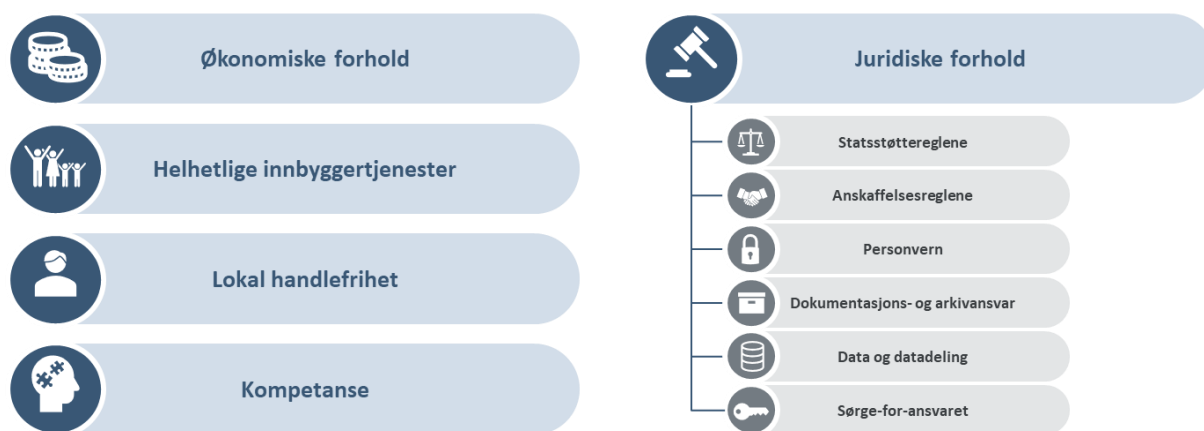 Økonomiske forhold
Helhetlige innbyggertjenester
Lokal handlefrihet
Kompetanse
Juridiske forhold
Statsstøttereglene
Anskaffelsesreglene
Personvern
Dokumentasjons- og arkivansvar
Data og datadeling
Sørge-for-ansvaret